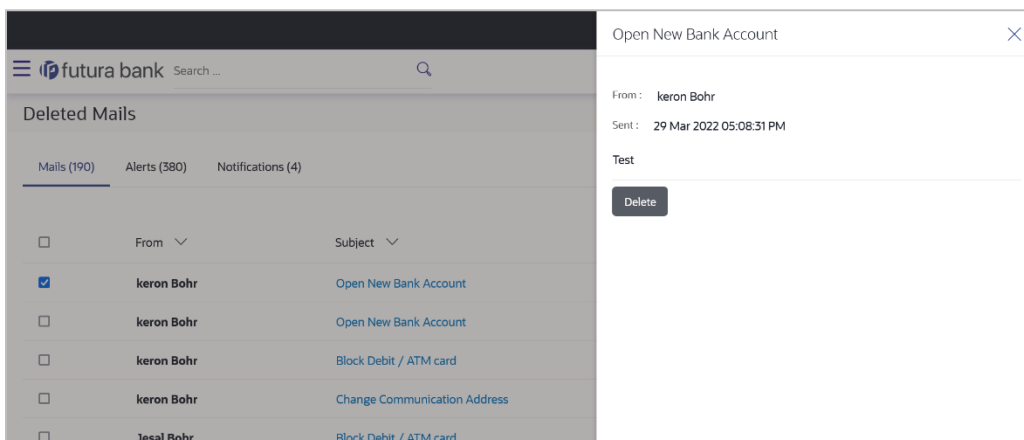 futura bank Search ...
Deleted Mails
Mails (190) Alerts (380) Notifications (4)
From Subject
keron Bohr Open New Bank Account
keron Bohr Open New Bank Account
keron Bohr Block Debit / ATM card
keron Bohr Change Communication Address
Jesal Bohr Block Debit / ATM card
Open New Bank Account
From : keron Bohr
Sent : 29 Mar 2022 05:08:31 PM
Test
Delete